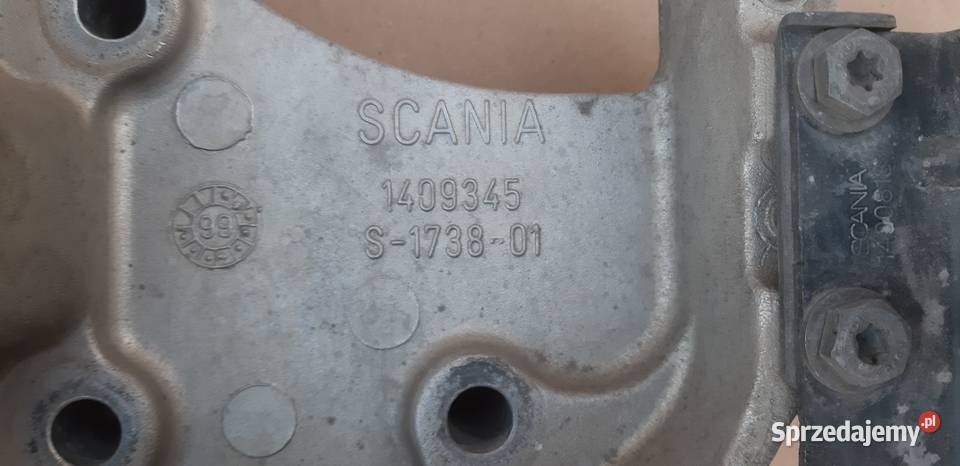 SCANIA
1409345
S-1738-01
SCANIA
Sprzedajemy.pl